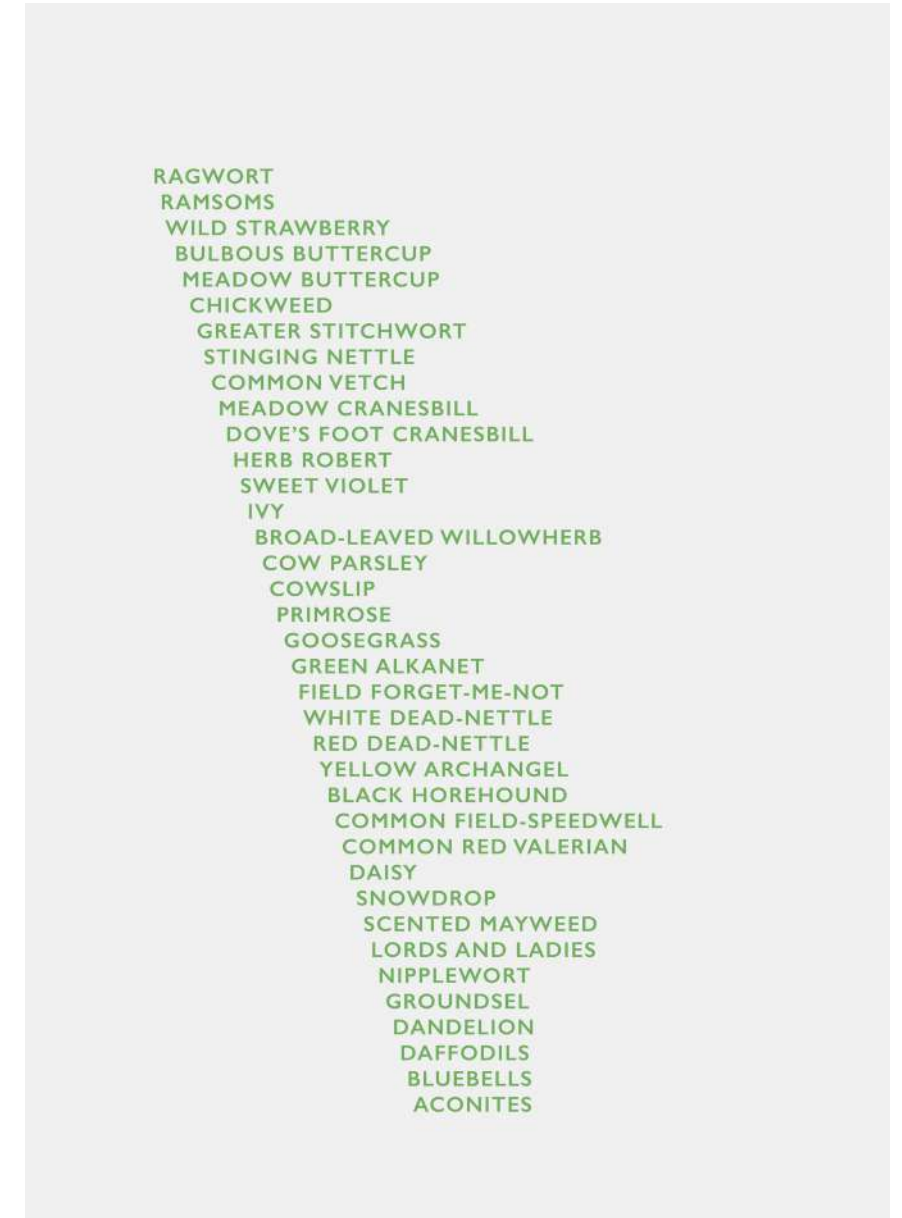 RAGWORT
RAMSOMS
WILD STRAWBERRY
BULBOUS BUTTERCUP
MEADOW BUTTERCUP
CHICKWEED
GREATER STITCHWORT
STINGING NETTLE
COMMON VETCH
MEADOW CRANESBILL
DOVE’S FOOT CRANESBILL
HERB ROBERT
SWEET VIOLET
IVY
BROAD-LEAVED WILLOWHERB
COW PARSLEY
COWSLIP
PRIMROSE
GOOSEGRASS
GREEN ALKANET
FIELD FORGET-ME-NOT
WHITE DEAD-NETTLE
RED DEAD-NETTLE
YELLOW ARCHANGEL
BLACK HOREHOUND
COMMON FIELD-SPEEDWELL
COMMON RED VALERIAN
DAISY
SNOWDROP
SCENTED MAYWEED
LORDS AND LADIES
NIPPLEWORT
GROUNDSEL
DANDELION
DAFFODILS
BLUEBELLS
ACONITES